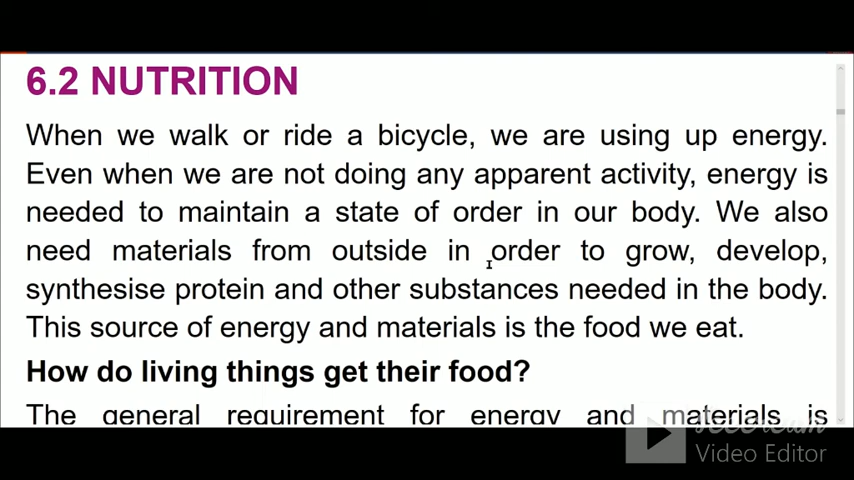 6.2 NUTRITION
When we walk or ride a bicycle, we are using up energy.
Even when we are not doing any apparent activity, energy is
needed to maintain a state of order in our body. We also
need materials from outside in order to grow, develop,
synthesise protein and other substances needed in the body.
This source of energy and materials is the food we eat.
How do living things get their food?
The general requirement for energy and materials is
Video Editor